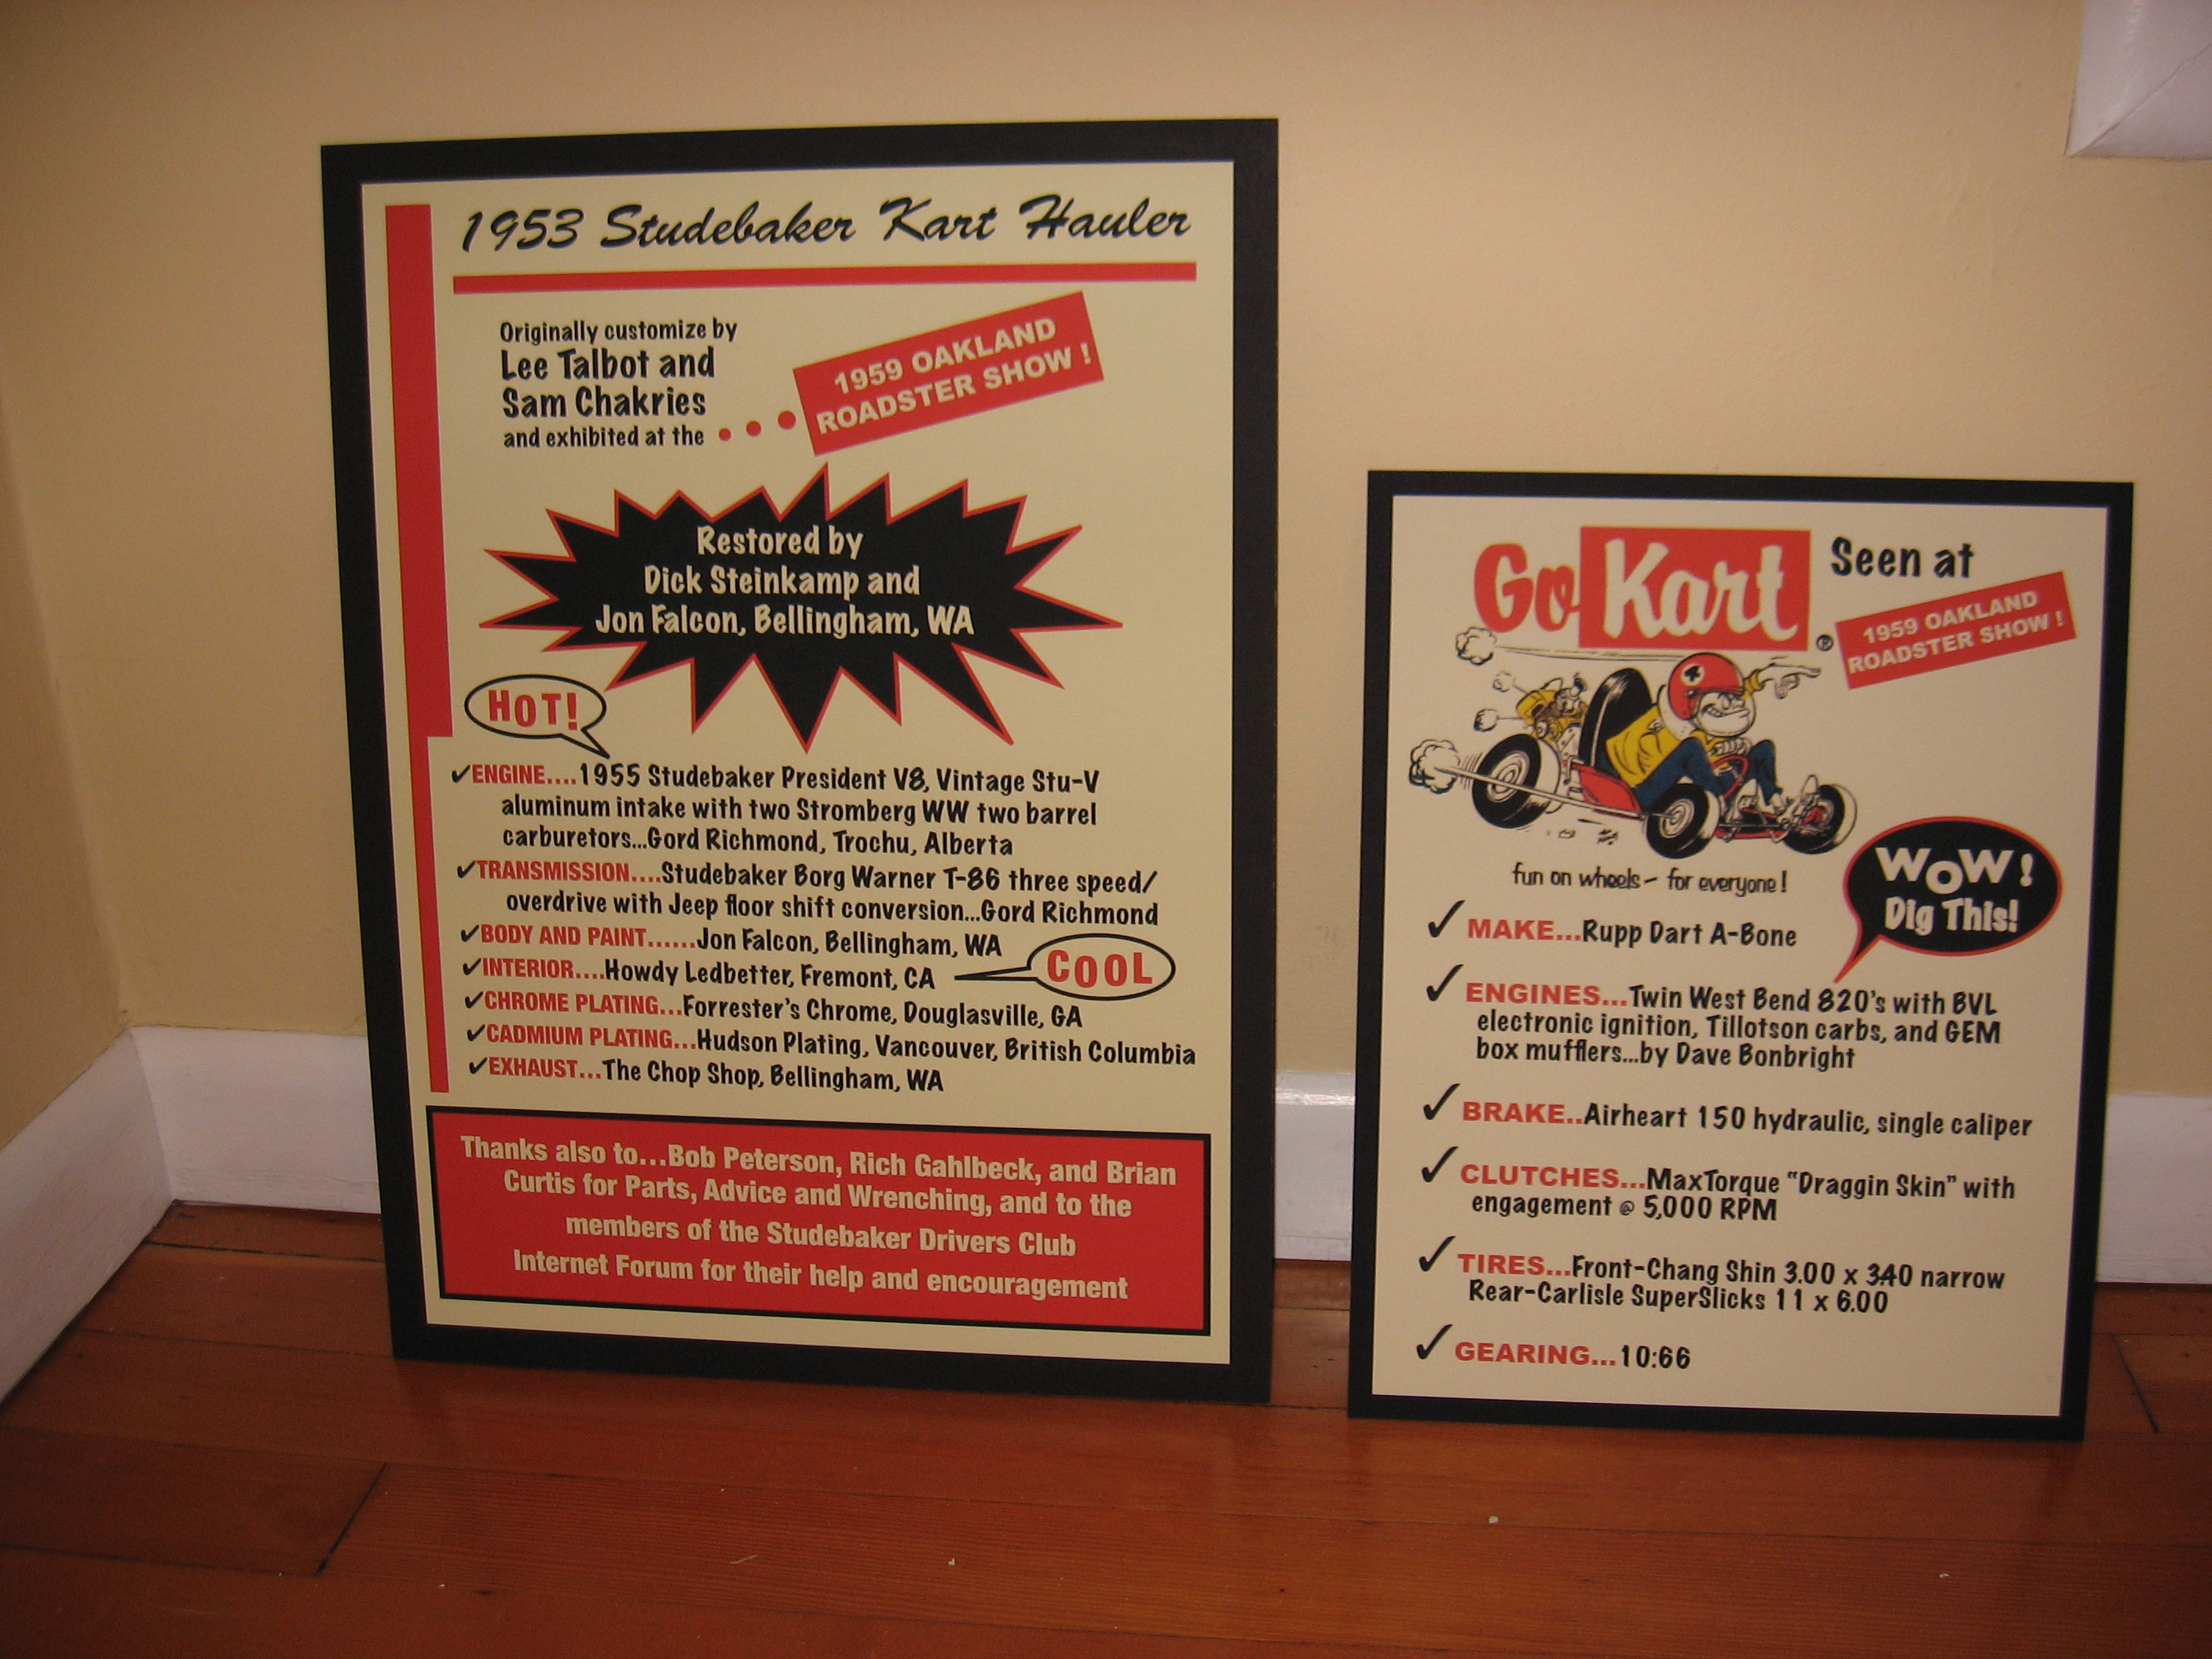 1953 Studebaker Kart Hauler
Originally customize by
Lee Talbot and
Sam Chakries
and exhibited at the
1959 OAKLAND
ROADSTER SHOW !
Restored by
Dick Steinkamp and
Jon Falcon, Bellingham, WA
HOT!
✓ENGINE....1955 Studebaker President V8, Vintage Stu-V
aluminum intake with two Stromberg WW two barrel
carburetors...Gord Richmond, Trochu, Alberta
✓TRANSMISSION....Studebaker Borg Warner T-86 three speed/
overdrive with Jeep floor shift conversion...Gord Richmond
✓BODY AND PAINT......Jon Falcon, Bellingham, WA
✓INTERIOR....Howdy Ledbetter, Fremont, CA
COOL
✓CHROME PLATING...Forrester's Chrome, Douglasville, GA
✓CADMIUM PLATING...Hudson Plating, Vancouver, British Columbia
✓EXHAUST...The Chop Shop, Bellingham, WA
Thanks also to...Bob Peterson, Rich Gahlbeck, and Brian
Curtis for Parts, Advice and Wrenching, and to the
members of the Studebaker Drivers Club
Internet Forum for their help and encouragement
Go Kart ®
Seen at
1959 OAKLAND
ROADSTER SHOW !
fun on wheels - for everyone!
WOW!
Dig This!
✓ MAKE...Rupp Dart A-Bone
✓ ENGINES...Twin West Bend 820's with BVL
electronic ignition, Tillotson carbs, and GEM
box mufflers...by Dave Bonbright
✓ BRAKE..Airheart 150 hydraulic, single caliper
✓ CLUTCHES...MaxTorque "Draggin Skin" with
engagement @ 5,000 RPM
✓ TIRES...Front-Chang Shin 3.00 x 3.40 narrow
Rear-Carlisle SuperSlicks 11 x 6.00
✓ GEARING...10:66